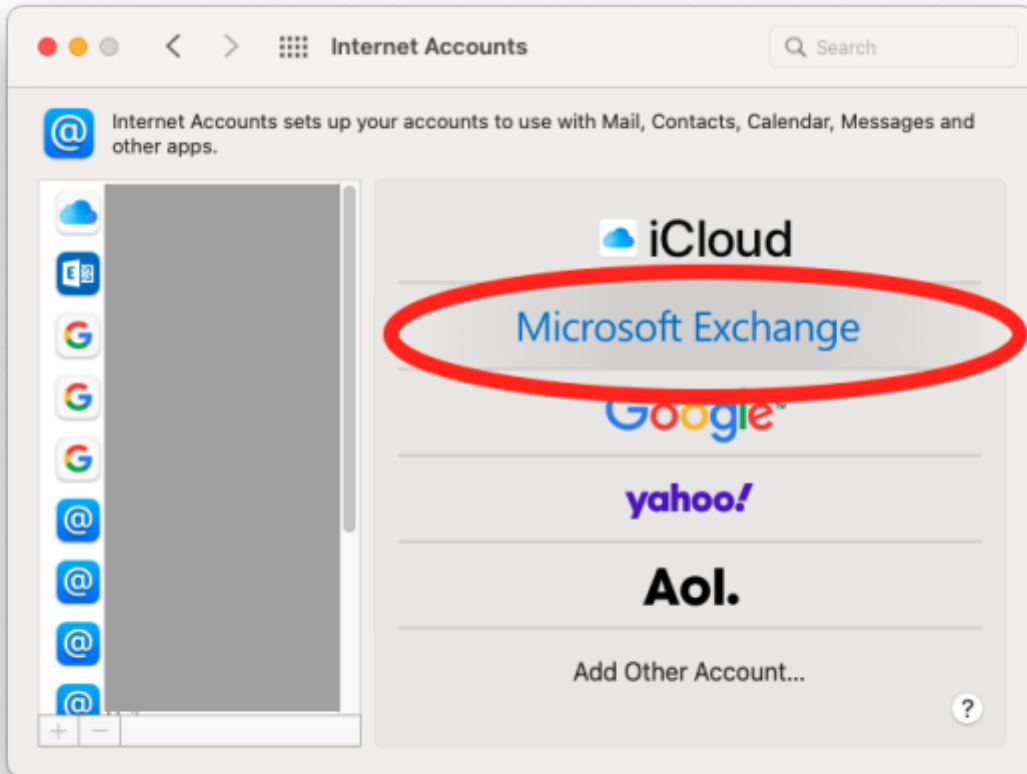 Internet Accounts
Search
Internet Accounts sets up your accounts to use with Mail, Contacts, Calendar, Messages and
other apps.
iCloud
Microsoft Exchange
Google™
yahoo!
Aol.
Add Other Account...
?